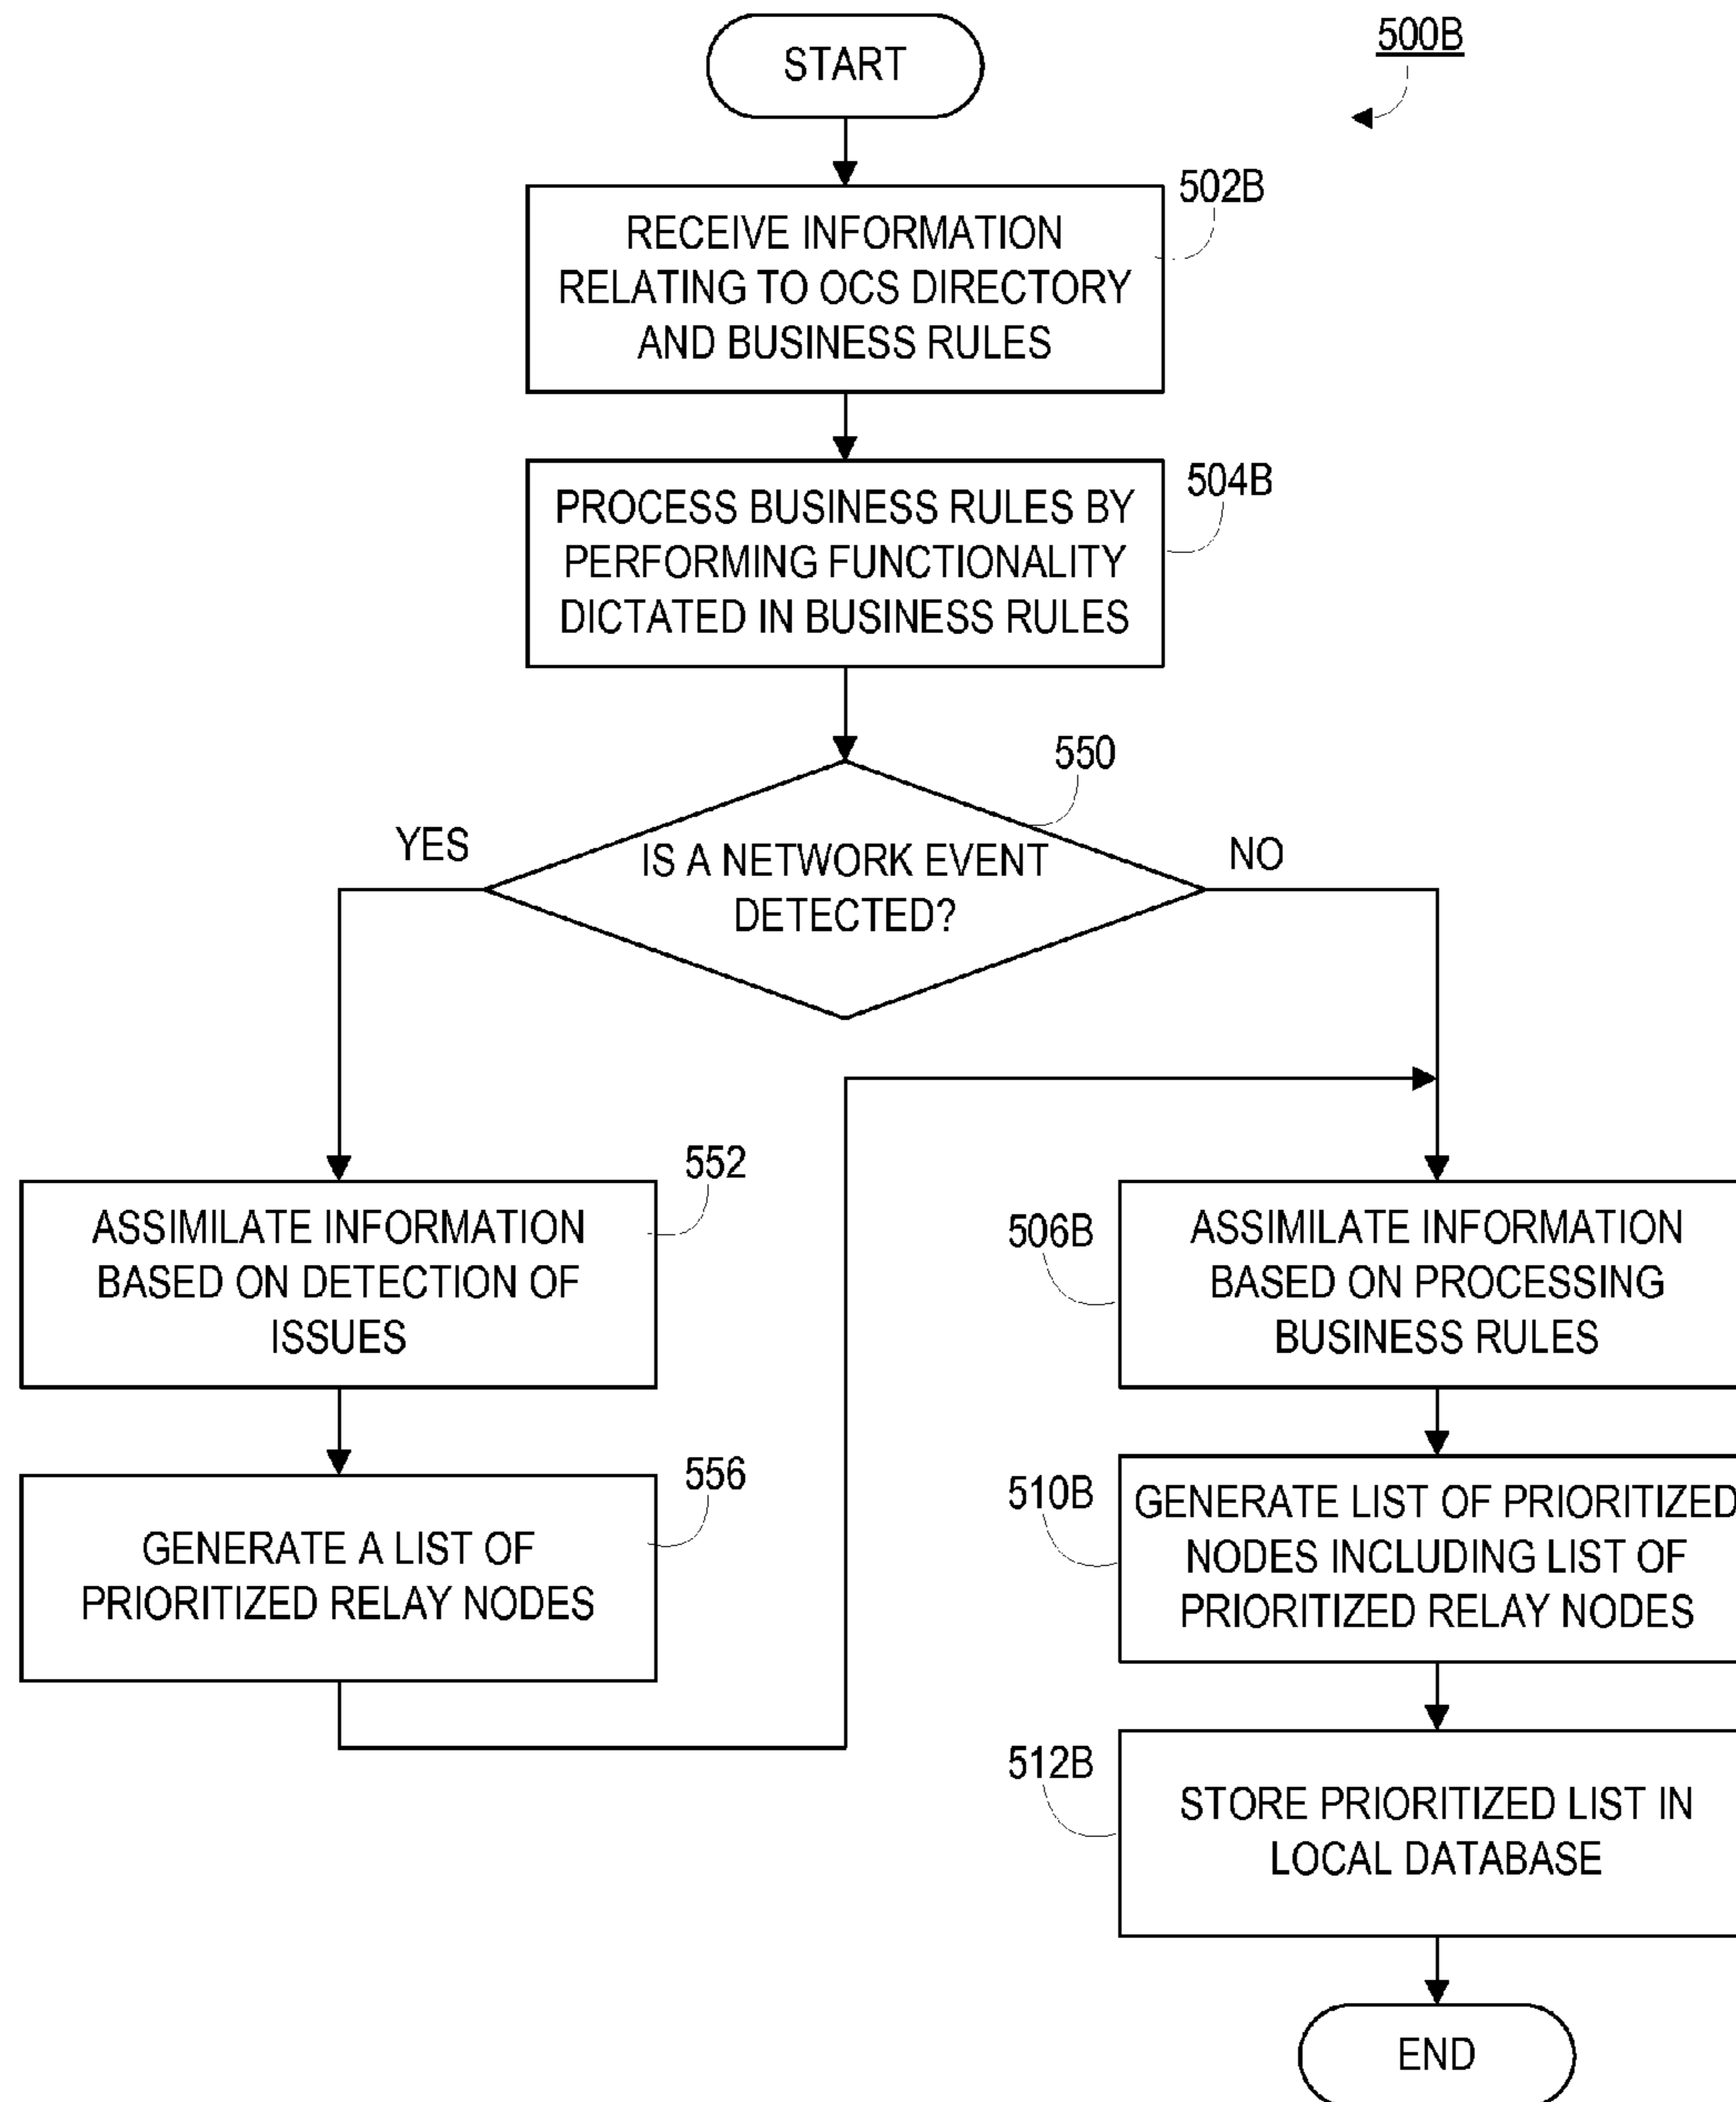 START
500B
502B
RECEIVE INFORMATION
RELATING TO OCS DIRECTORY
AND BUSINESS RULES
504B
PROCESS BUSINESS RULES BY
PERFORMING FUNCTIONALITY
DICTATED IN BUSINESS RULES
550
YES
IS A NETWORK EVENT
DETECTED?
NO
552
ASSIMILATE INFORMATION
BASED ON DETECTION OF
ISSUES
556
GENERATE A LIST OF
PRIORITIZED RELAY NODES
506B
ASSIMILATE INFORMATION
BASED ON PROCESSING
BUSINESS RULES
510B
GENERATE LIST OF PRIORITIZED
NODES INCLUDING LIST OF
PRIORITIZED RELAY NODES
512B
STORE PRIORITIZED LIST IN
LOCAL DATABASE
END